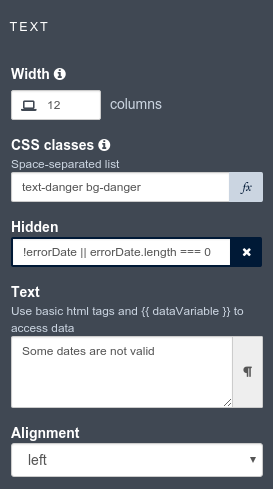 TEXT
Width
12 columns
CSS classes
Space-separated list
text-danger bg-danger fx
Hidden
!errorDate || errorDate.length === 0
Text
Use basic html tags and {{ dataVariable }} to
access data
Some dates are not valid
¶
Alignment
left